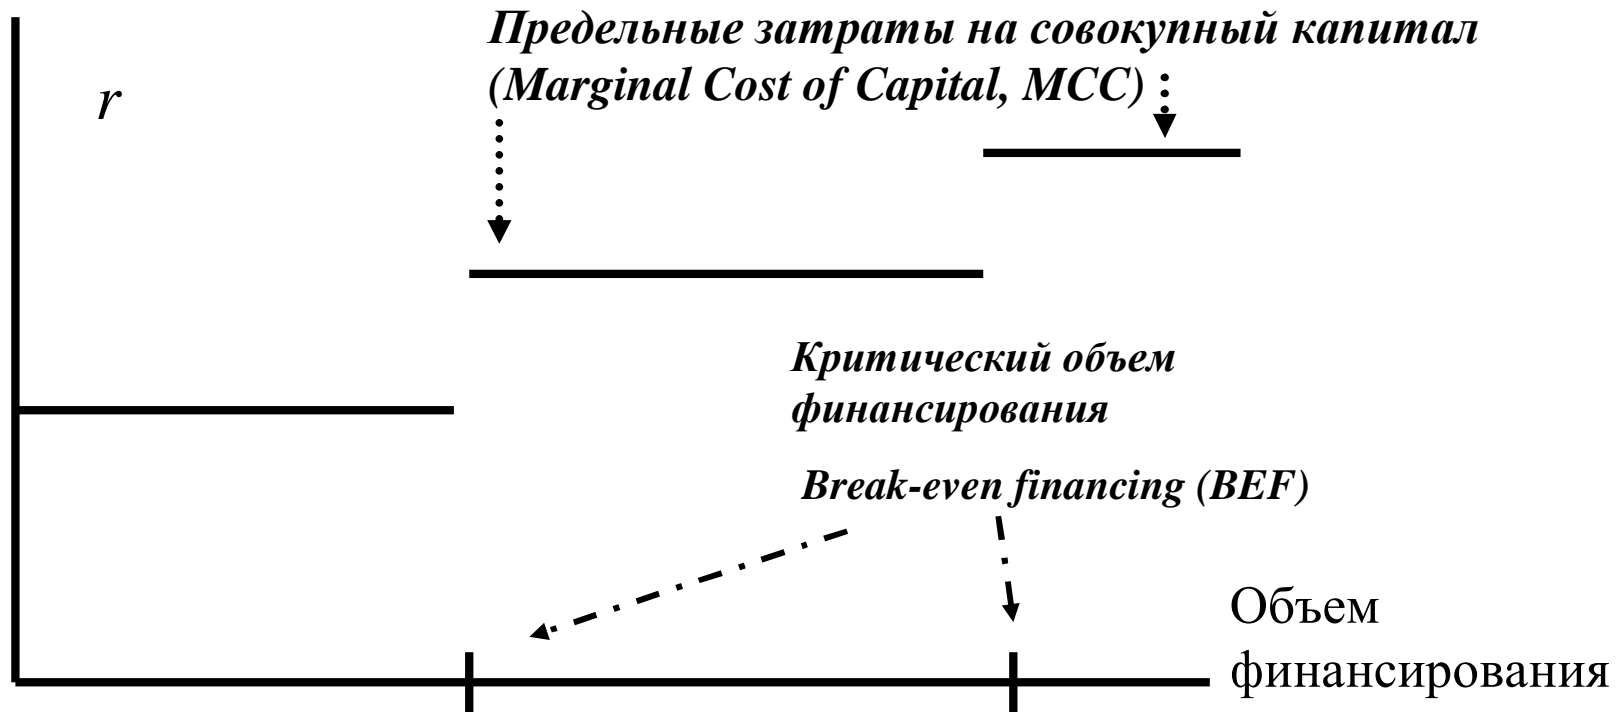 Предельные затраты на совокупный капитал
(Marginal Cost of Capital, MCC)
r
Критический объем
финансирования
Break-even financing (BEF)
Объем
финансирования